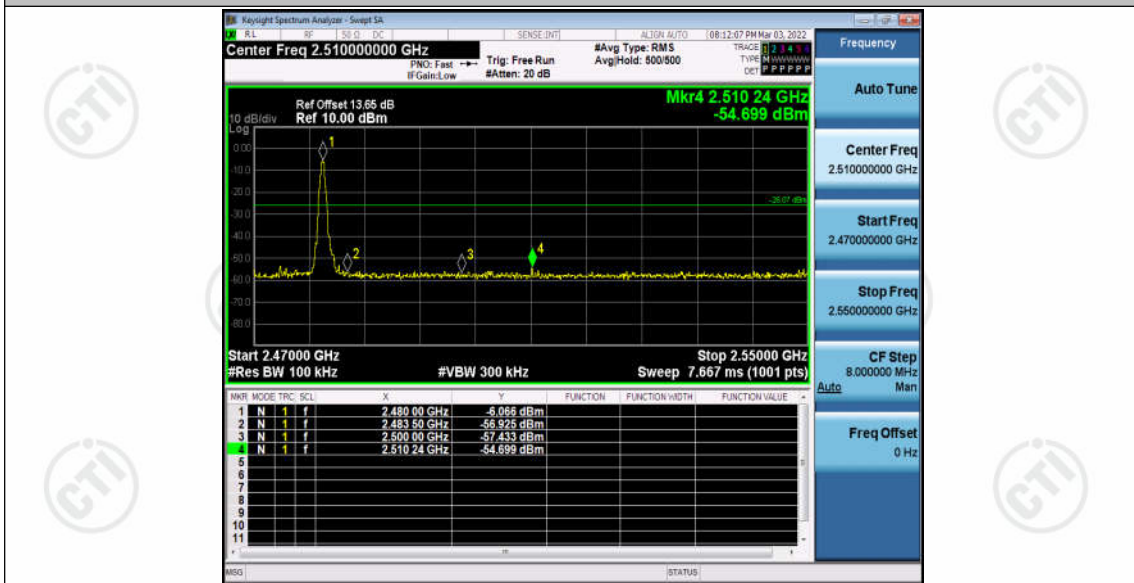 Keysight Spectrum Analyzer - Swept SA
RL RF 50 Ω DC SENSE:INT ALIGN AUTO 08:12:07 PM Mar 03, 2022
Center Freq 2.510000000 GHz #Avg Type: RMS TRACE 1 2 3 4 5 6
PNO: Fast Trig: Free Run Avg|Hold: 500/500 TYPE M WWWWW
IFGain:Low #Atten: 20 dB DET P P P P P P
Frequency
Auto Tune
Mkr4 2.510 24 GHz
Ref Offset 13.65 dB
10 dB/div Ref 10.00 dBm -54.699 dBm
Log
0.00
-10.0
-20.0
-26.07 dBm
-30.0
-40.0
-50.0
-60.0
-70.0
-80.0
1
2
3
4
Center Freq
2.510000000 GHz
Start Freq
2.470000000 GHz
Stop Freq
2.550000000 GHz
Start 2.47000 GHz Stop 2.55000 GHz
#Res BW 100 kHz #VBW 300 kHz Sweep 7.667 ms (1001 pts)
CF Step
8.000000 MHz
Auto Man
Freq Offset
0 Hz
MKR MODE TRC SCL X Y FUNCTION FUNCTION WIDTH FUNCTION VALUE
1 N 1 f 2.480 00 GHz -6.066 dBm
2 N 1 f 2.483 50 GHz -56.925 dBm
3 N 1 f 2.500 00 GHz -57.433 dBm
4 N 1 f 2.510 24 GHz -54.699 dBm
5
6
7
8
9
10
11
MSG STATUS
CTI
CTI
CTI
CTI